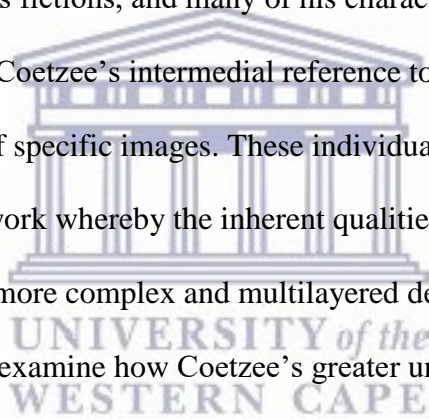 s fictions, and many of his charac
Coetzee’s intermedial reference to
f specific images. These individua
work whereby the inherent qualitie
more complex and multilayered de
UNIVERSITY of the
examine how Coetzee’s greater un
WESTERN CAPE